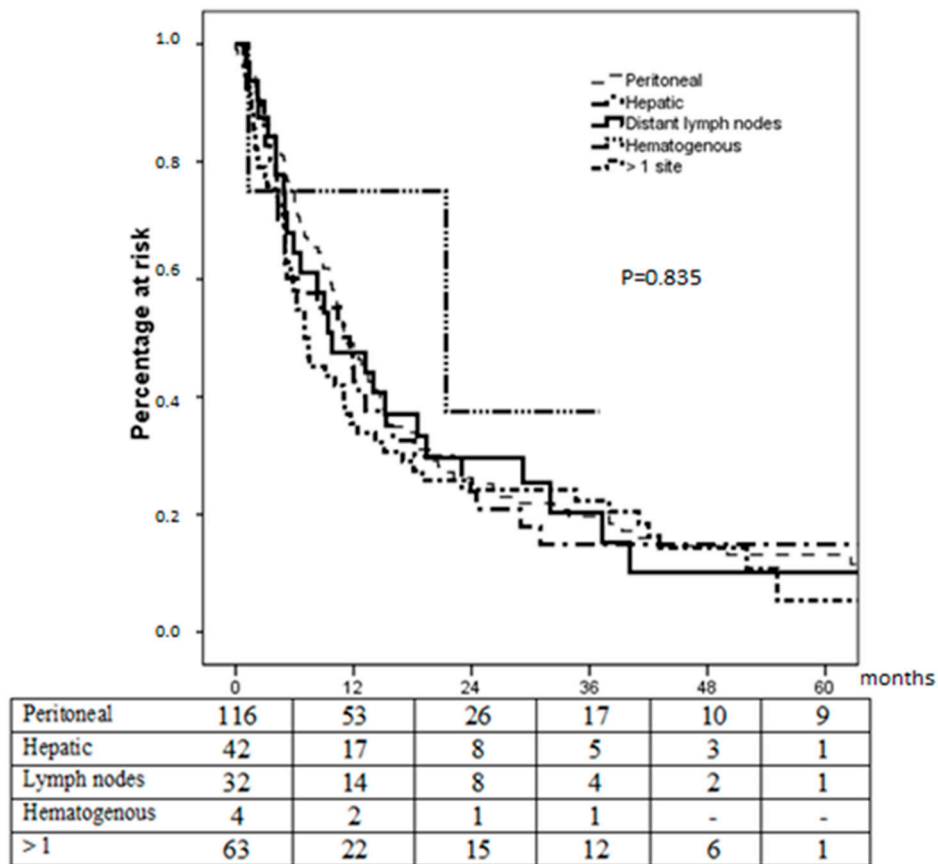 1.0
Peritoneal
Hepatic
Distant lymph nodes
Hematogenous
> 1 site
0.8
Percentage at risk
0.6
P=0.835
0.4
0.2
0.0
0 12 24 36 48 60 months
Peritoneal 116 53 26 17 10 9
Hepatic 42 17 8 5 3 1
Lymph nodes 32 14 8 4 2 1
Hematogenous 4 2 1 1 - -
> 1 63 22 15 12 6 1